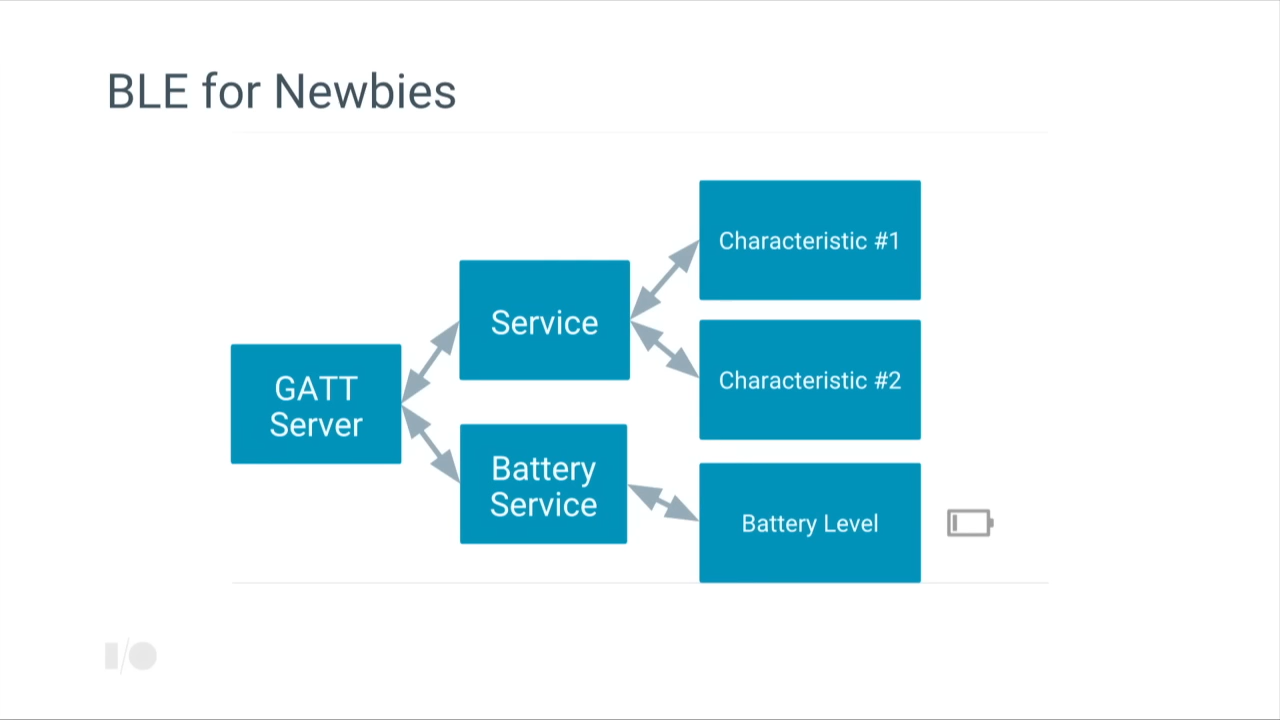 BLE for Newbies
GATT
Server
Service
Battery
Service
Characteristic #1
Characteristic #2
Battery Level
I/O